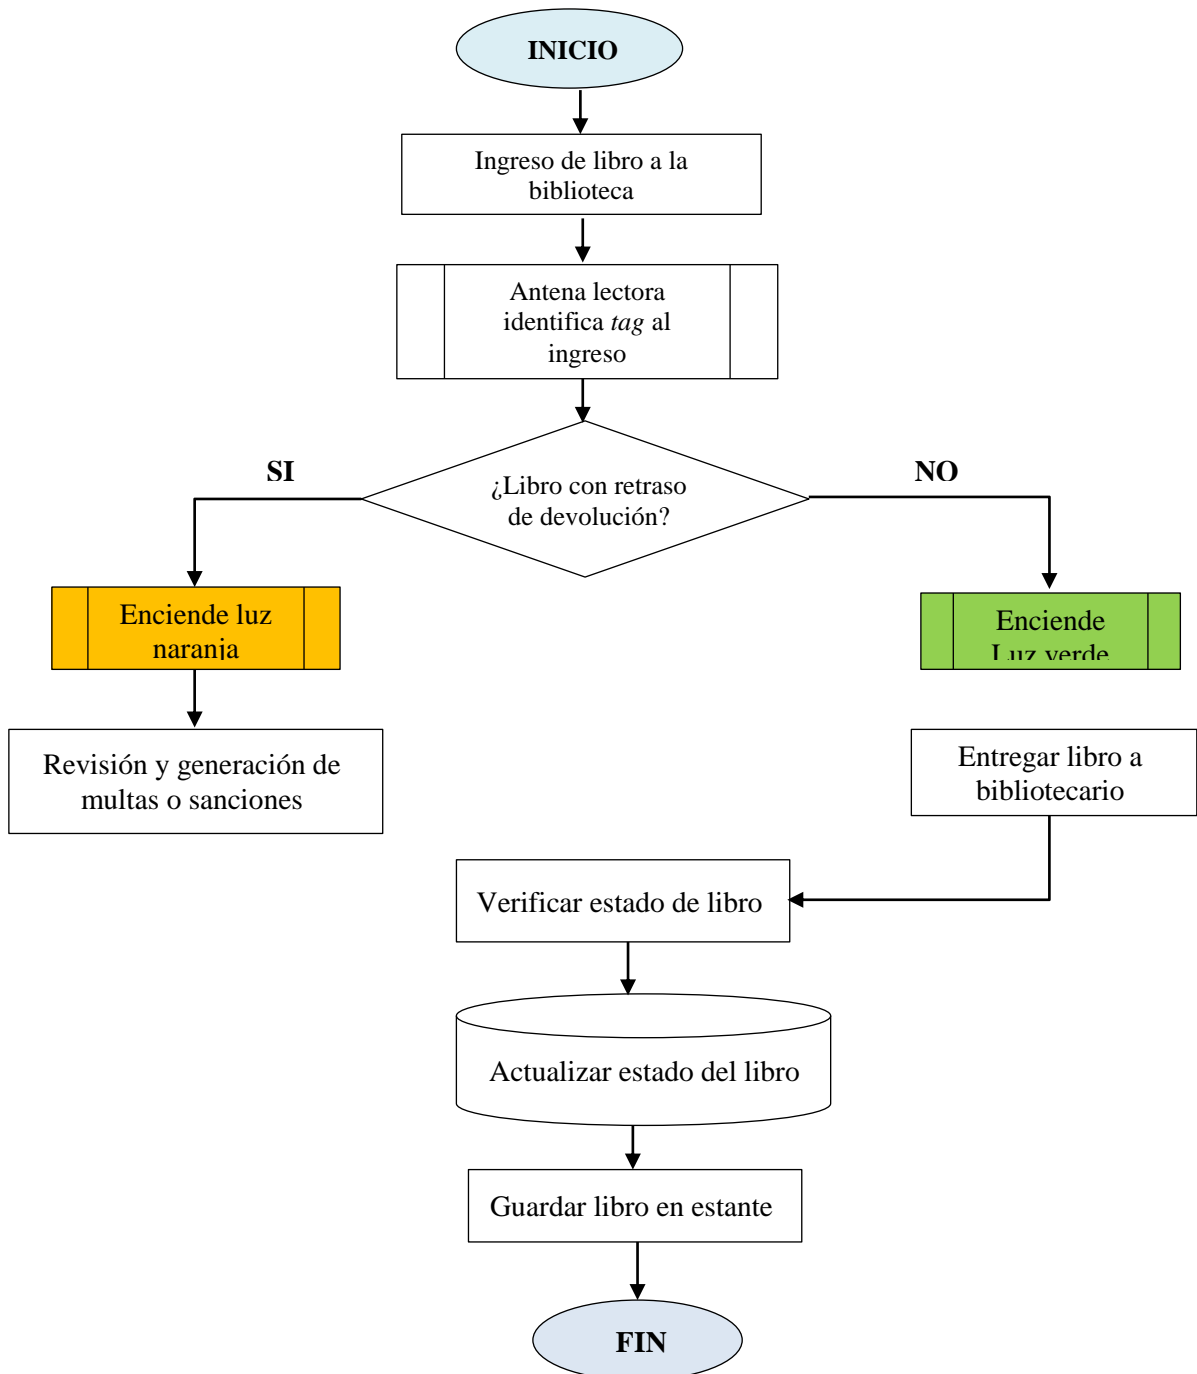 INICIO
Ingreso de libro a la
biblioteca
Antena lectora
identifica tag al
ingreso
SI
NO
¿Libro con retraso
de devolución?
Enciende luz
naranja
Enciende
Luz verde
Revisión y generación de
multas o sanciones
Entregar libro a
bibliotecario
Verificar estado de libro
Actualizar estado del libro
Guardar libro en estante
FIN